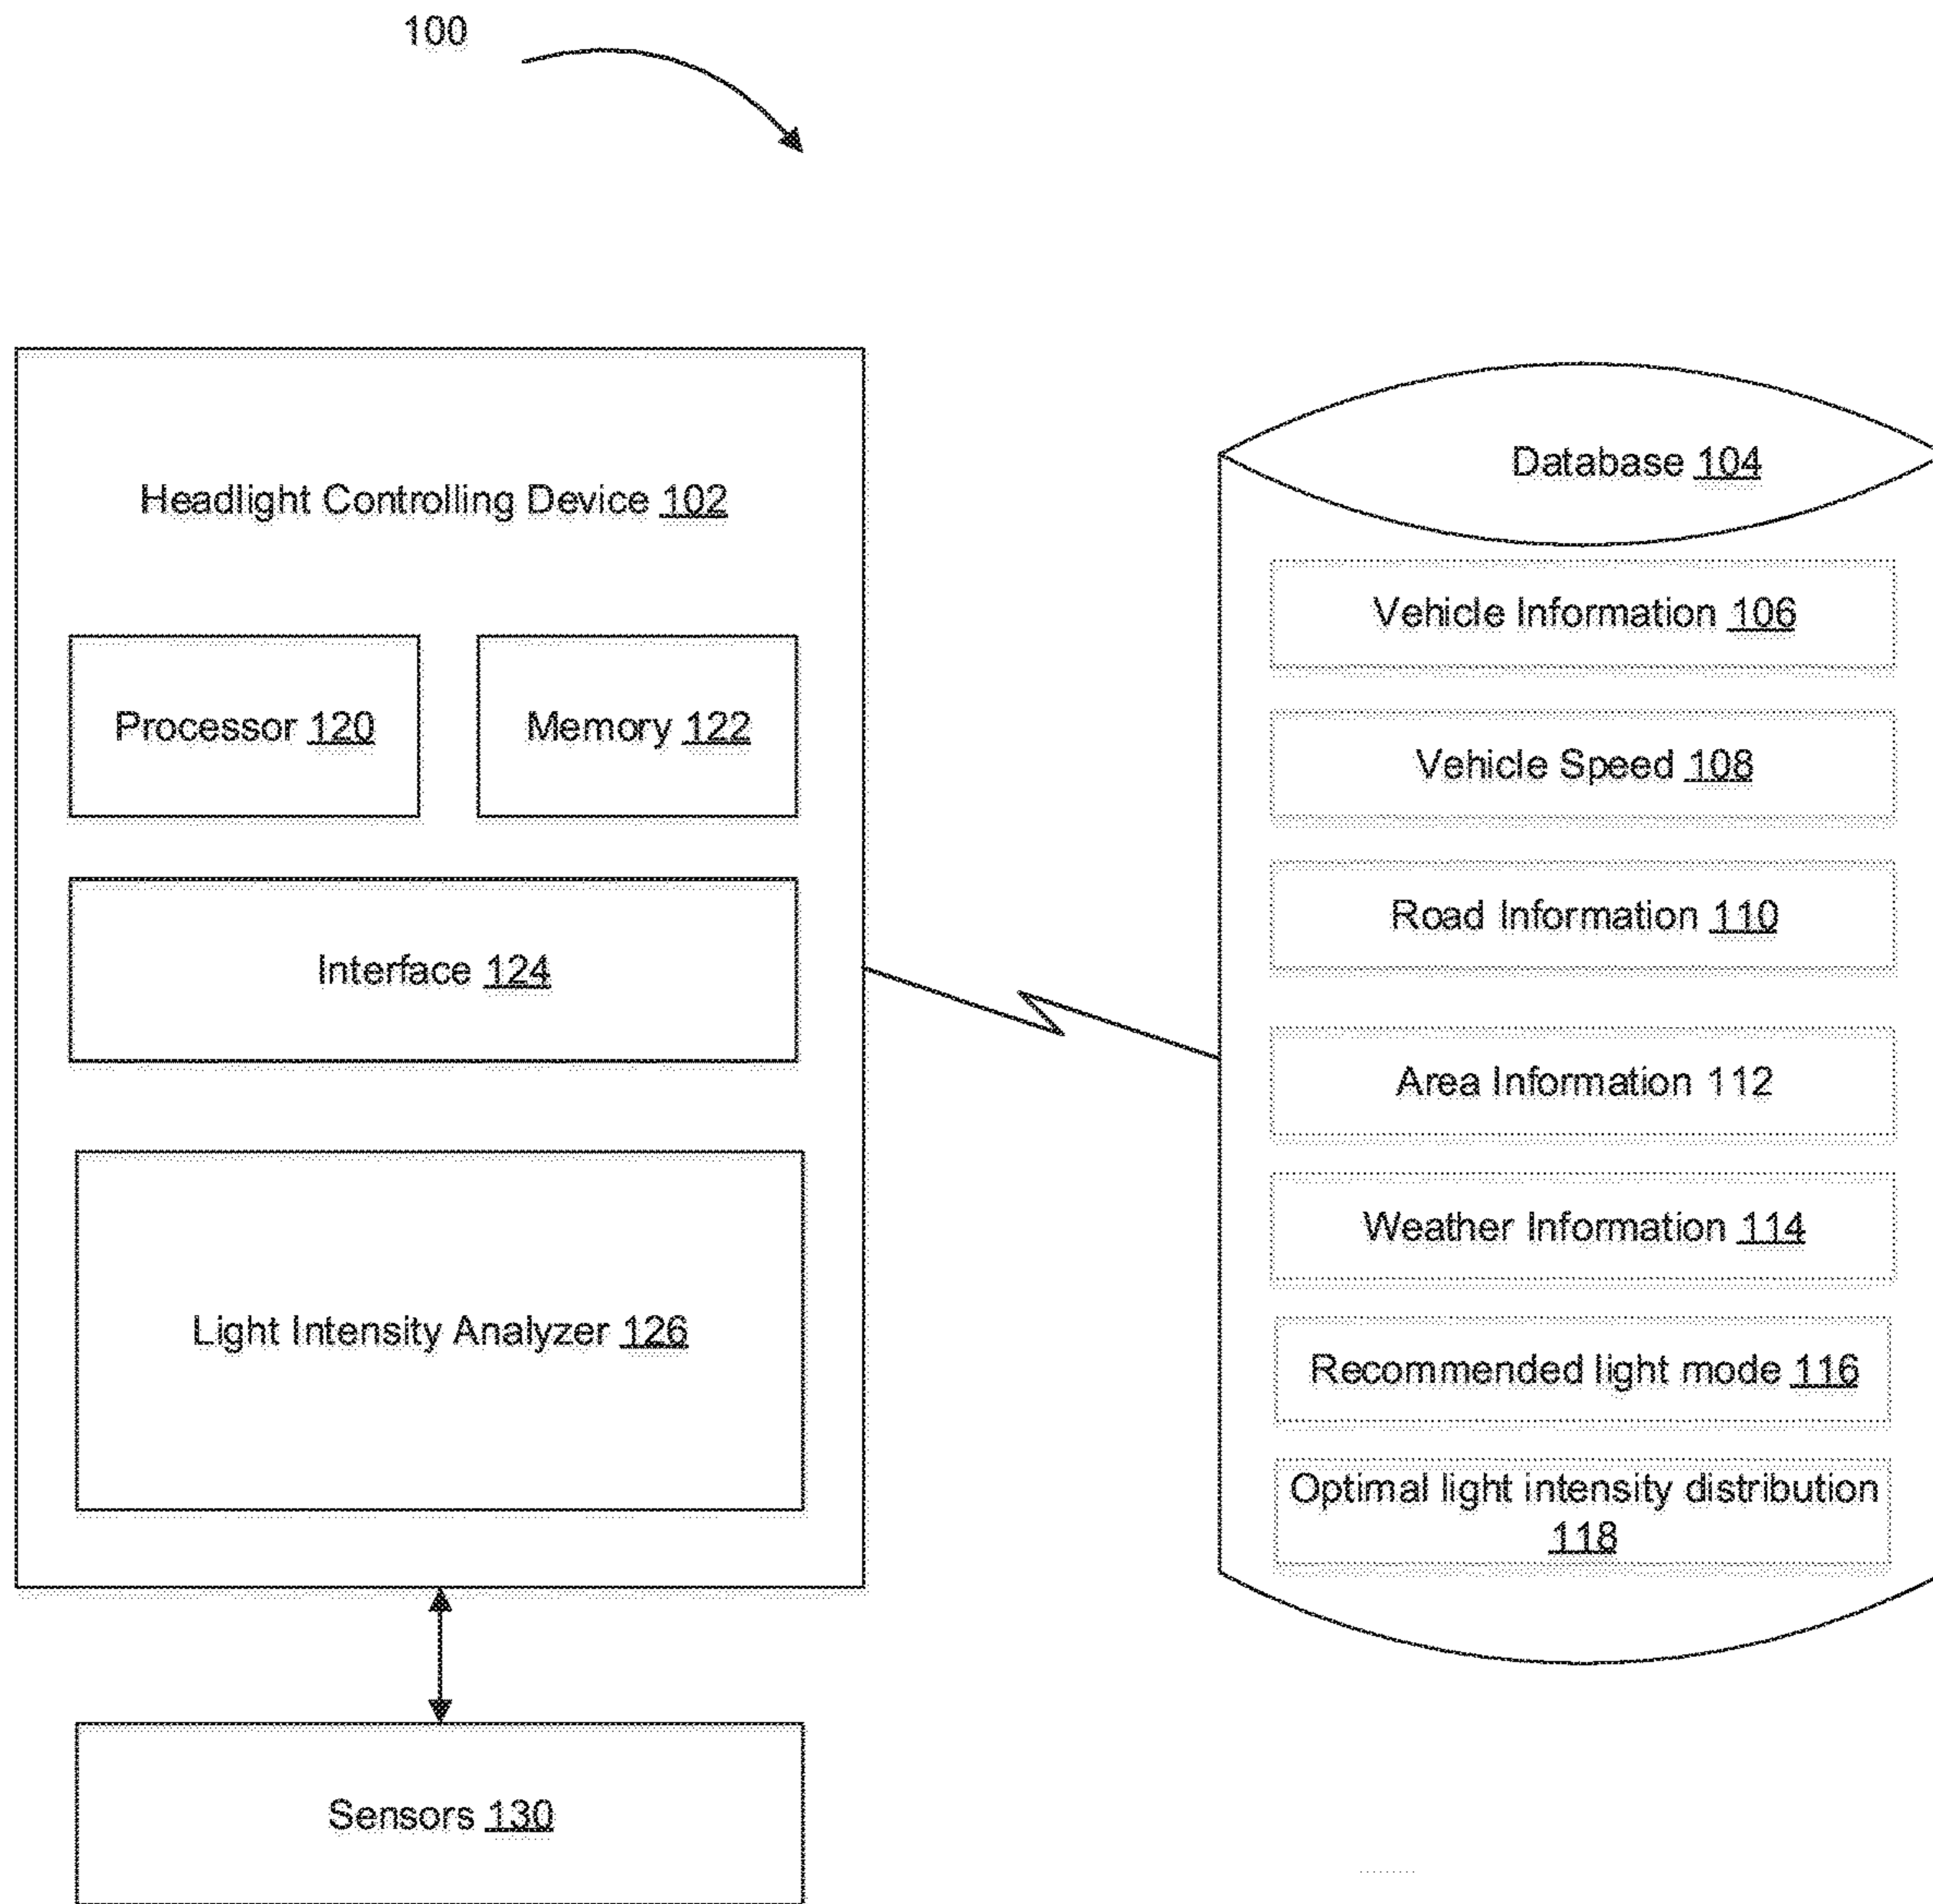 100
Headlight Controlling Device 102
Processor 120
Memory 122
Interface 124
Light Intensity Analyzer 126
Sensors 130
Database 104
Vehicle Information 106
Vehicle Speed 108
Road Information 110
Area Information 112
Weather Information 114
Recommended light mode 116
Optimal light intensity distribution
118